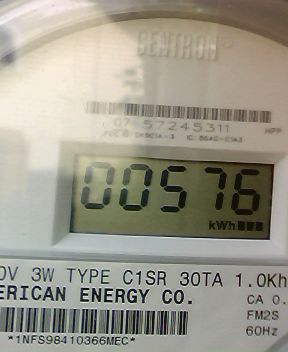 CENTRON®
07 57245311 HPP
00576
kWh
0V 3W TYPE C1SR 30TA 1.0Kh
ERICAN ENERGY CO. CA 0.
FM2S
60Hz
*1NFS98410366MEC*